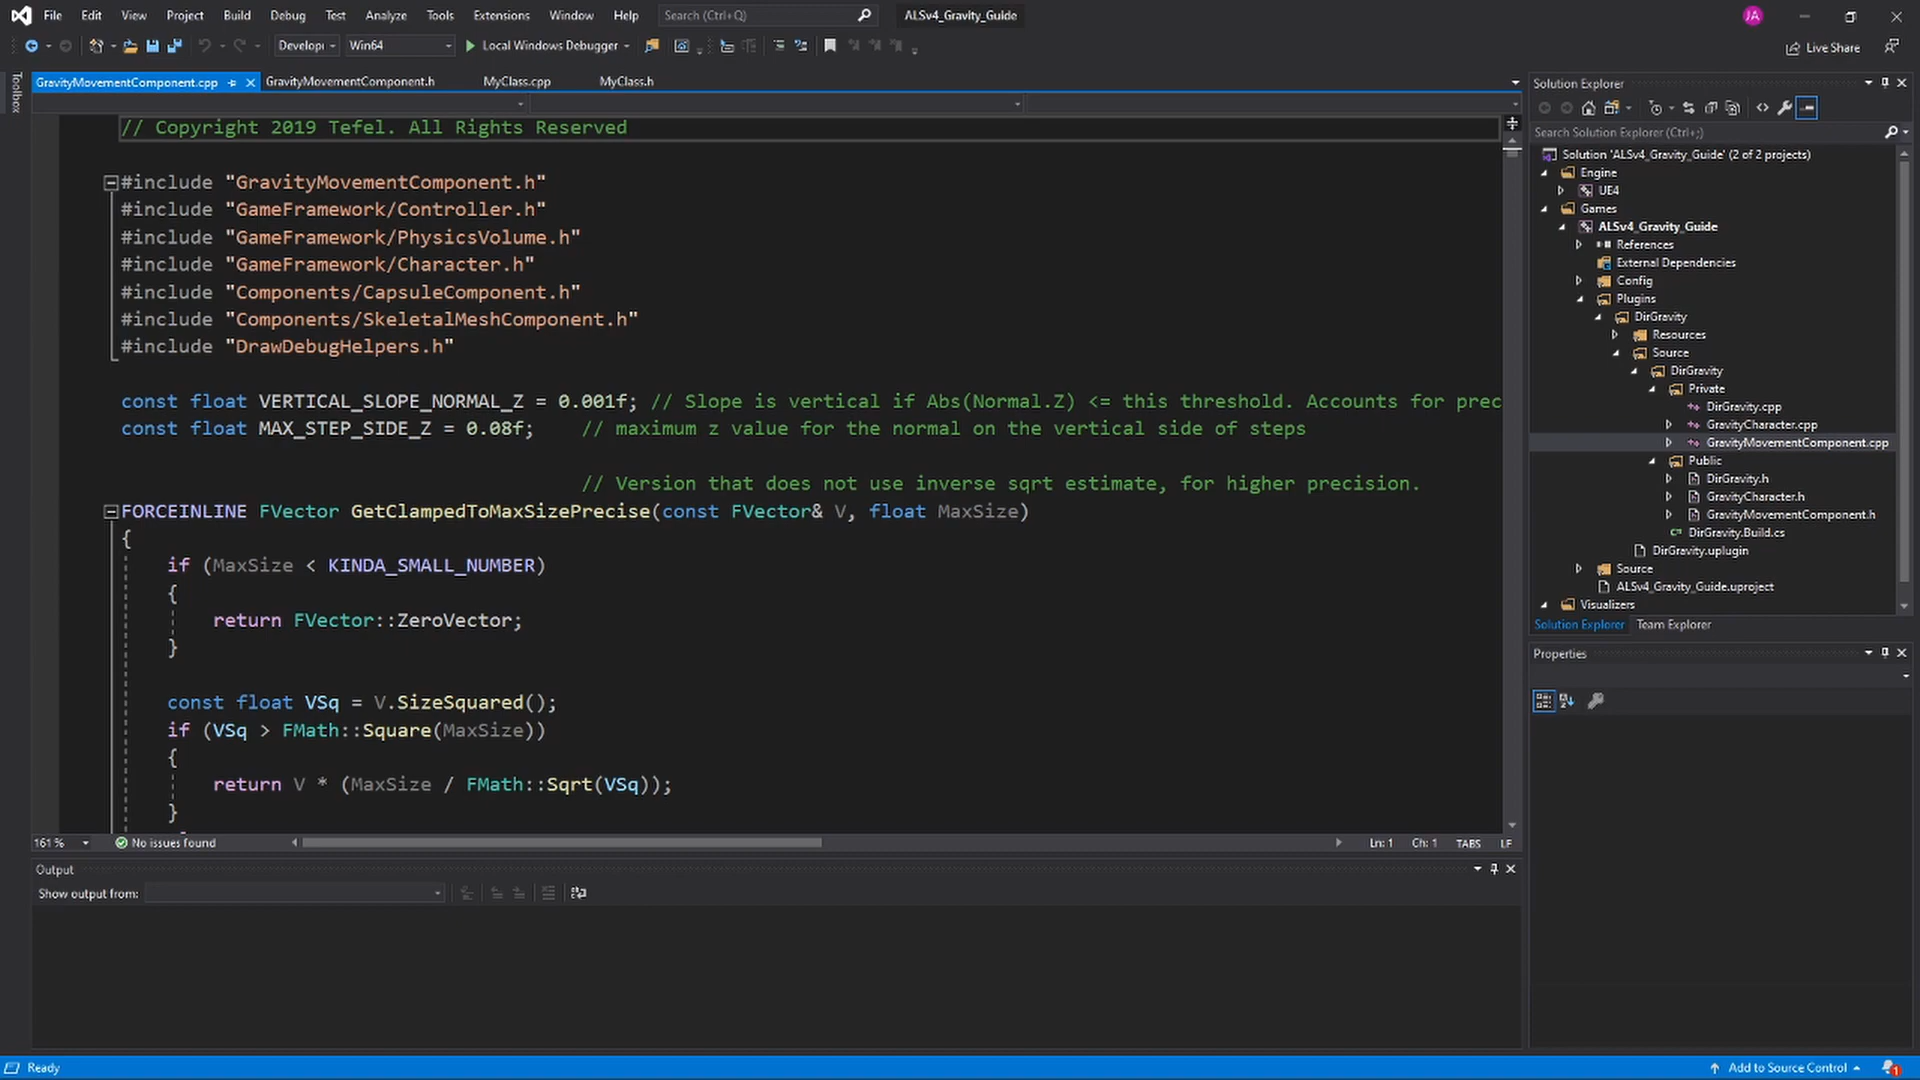 File Edit View Project Build Debug Test Analyze Tools Extensions Window Help Search (Ctrl+Q) ALSv4_Gravity_Guide JA
Develop Win64 Local Windows Debugger Live Share
Toolbox
GravityMovementComponent.cpp GravityMovementComponent.h MyClass.cpp MyClass.h
// Copyright 2019 Tefel. All Rights Reserved
#include "GravityMovementComponent.h"
#include "GameFramework/Controller.h"
#include "GameFramework/PhysicsVolume.h"
#include "GameFramework/Character.h"
#include "Components/CapsuleComponent.h"
#include "Components/SkeletalMeshComponent.h"
#include "DrawDebugHelpers.h"
const float VERTICAL_SLOPE_NORMAL_Z = 0.001f; // Slope is vertical if Abs(Normal.Z) <= this threshold. Accounts for prec
const float MAX_STEP_SIDE_Z = 0.08f; // maximum z value for the normal on the vertical side of steps
// Version that does not use inverse sqrt estimate, for higher precision.
FORCEINLINE FVector GetClampedToMaxSizePrecise(const FVector& V, float MaxSize)
{
if (MaxSize < KINDA_SMALL_NUMBER)
{
return FVector::ZeroVector;
}
const float VSq = V.SizeSquared();
if (VSq > FMath::Square(MaxSize))
{
return V * (MaxSize / FMath::Sqrt(VSq));
}
161 % No issues found Ln: 1 Ch: 1 TABS LF
Output
Show output from:
Solution Explorer
Search Solution Explorer (Ctrl+;)
Solution 'ALSv4_Gravity_Guide' (2 of 2 projects)
Engine
UE4
Games
ALSv4_Gravity_Guide
References
External Dependencies
Config
Plugins
DirGravity
Resources
Source
DirGravity
Private
DirGravity.cpp
GravityCharacter.cpp
GravityMovementComponent.cpp
Public
DirGravity.h
GravityCharacter.h
GravityMovementComponent.h
DirGravity.Build.cs
DirGravity.uplugin
Source
ALSv4_Gravity_Guide.uproject
Visualizers
Solution Explorer Team Explorer
Properties
Ready Add to Source Control 1